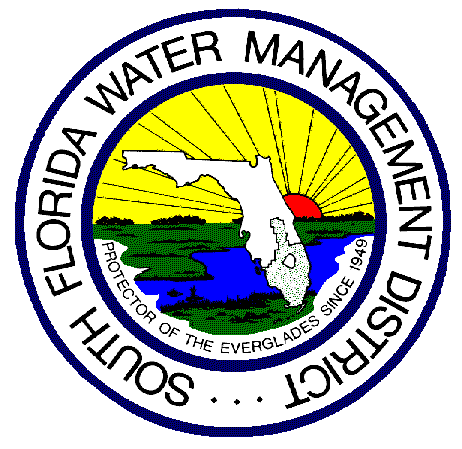 SOUTH FLORIDA WATER MANAGEMENT DISTRICT ...
PROTECTOR OF THE EVERGLADES SINCE 1949